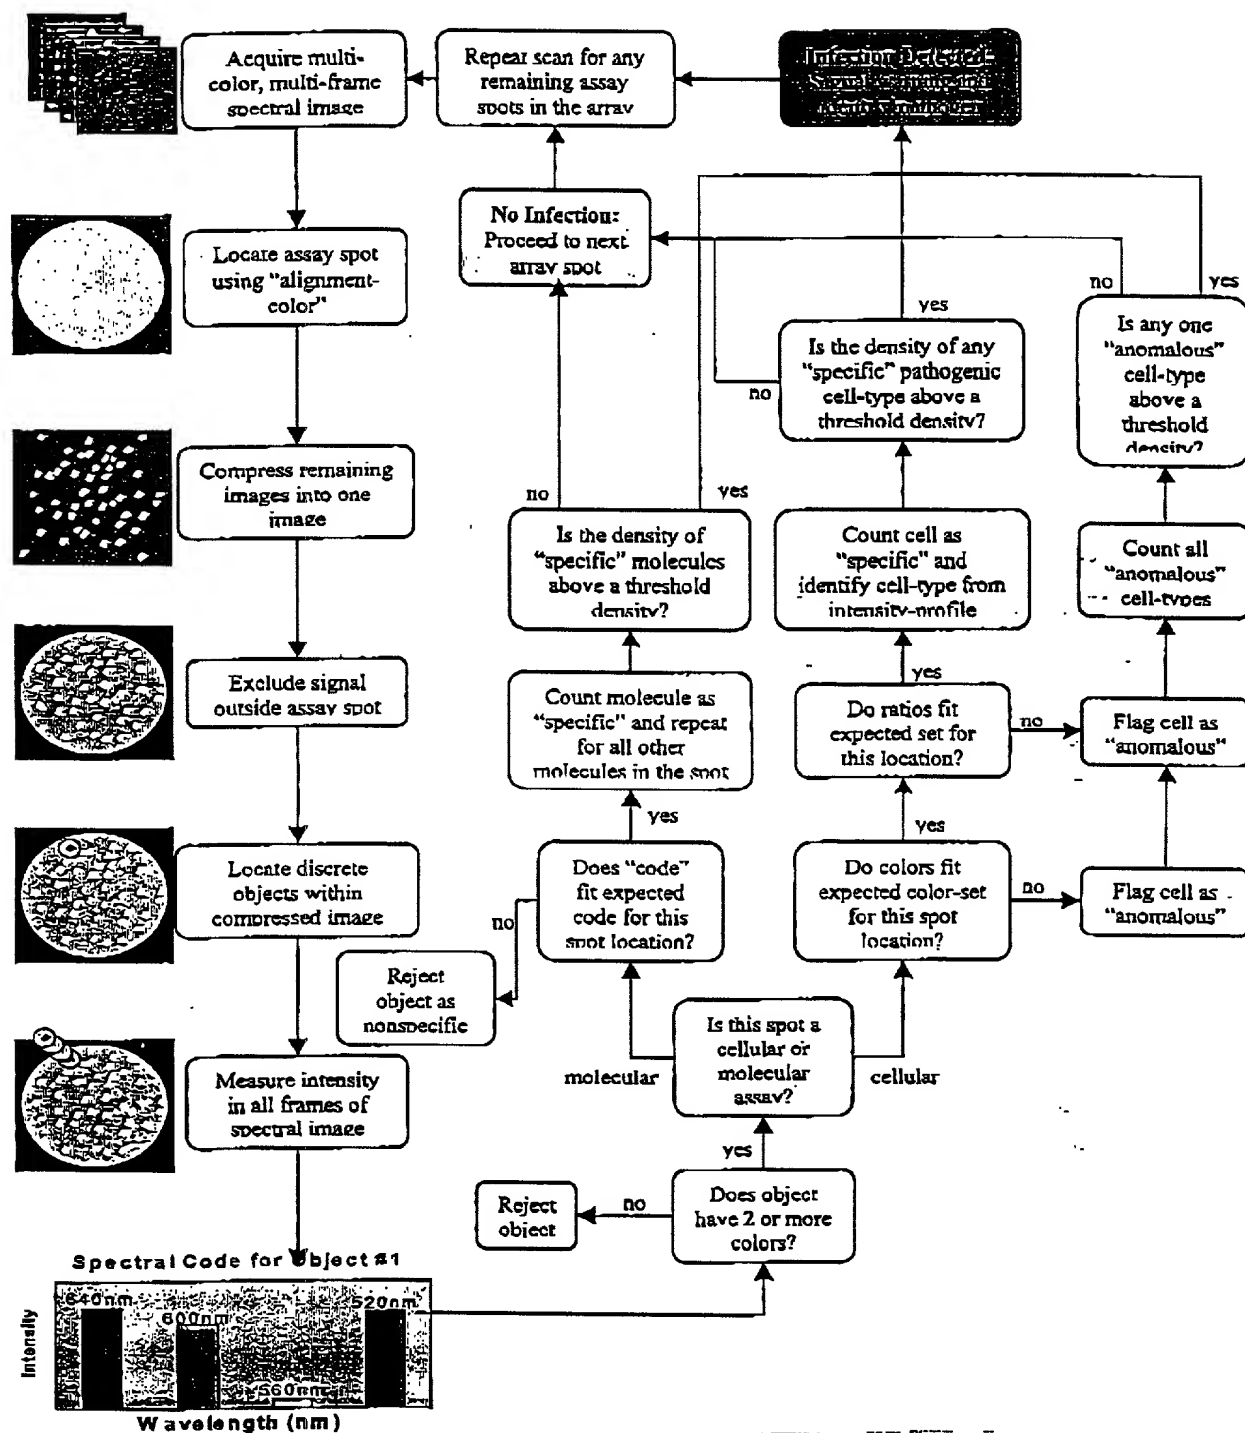 Acquire multi-
color, multi-frame
spectral image
Repeat scan for any
remaining assay
spots in the array
Infection Detected
No Infection:
Proceed to next
array spot
Locate assay spot
using "alignment-
color"
no
yes
yes
Is the density of any
"specific" pathogenic
cell-type above a
threshold density?
no
Is any one
"anomalous"
cell-type
above a
threshold
density?
Compress remaining
images into one
image
no
yes
Is the density of
"specific" molecules
above a threshold
density?
Count cell as
"specific" and
identify cell-type from
intensity-profile
Count all
"anomalous"
cell-types
Exclude signal
outside assay spot
Count molecule as
"specific" and repeat
for all other
molecules in the spot
yes
Do ratios fit
expected set for
this location?
no
Flag cell as
"anomalous"
yes
yes
Locate discrete
objects within
compressed image
Does "code"
fit expected
code for this
spot location?
no
Do colors fit
expected color-set
for this spot
location?
no
Flag cell as
"anomalous"
Reject
object as
nonspecific
Is this spot a
cellular or
molecular
assay?
molecular
cellular
Measure intensity
in all frames of
spectral image
yes
Reject
object
no
Does object
have 2 or more
colors?
Spectral Code for Object #1
640nm
600nm
560nm
520nm
Intensity
Wavelength (nm)